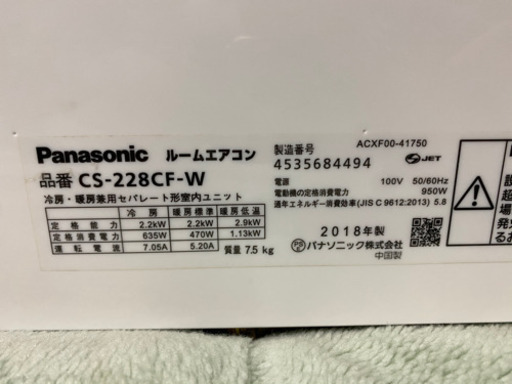 Panasonic ルームエアコン
品番 CS-228CF-W
冷房・暖房兼用セパレート形室内ユニット
冷 房 暖房標準 暖房低温
定 格 能 力 2.2kW 2.2kW 2.9kW
定格消費電力 635W 470W 1.13kW
運 転 電 流 7.05A 5.20A
質量 7.5 kg
ACXF00-41750
製造番号
4535684494
JET
電源 100V 50/60Hz
電動機の定格消費電力 950W
通年エネルギー消費効率(JIS C 9612:2013) 5.8
2018年製
PS E パナソニック株式会社
中国製